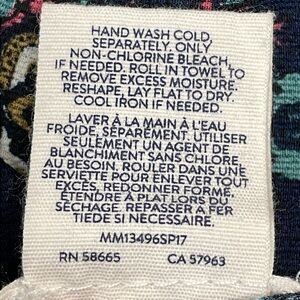 HAND WASH COLD,
SEPARATELY. ONLY
NON-CHLORINE BLEACH,
IF NEEDED. ROLL IN TOWEL TO
REMOVE EXCESS MOISTURE.
RESHAPE, LAY FLAT TO DRY.
COOL IRON IF NEEDED.
LAVER À LA MAIN À L'EAU
FROIDE, SÉPARÉMENT. UTILISER
SEULEMENT UN AGENT DE
BLANCHIMENT SANS CHLORE,
AU BESOIN. ROULER DANS UNE
SERVIETTE POUR ENLEVER TOUT
EXCÈS, REDONNER FORME
ÉTENDRE À PLAT LORS DU
SÉCHAGE. REPASSER À FER
TIEDE SI NECESSAIRE.
MM13496SP17
RN 58665 CA 57963